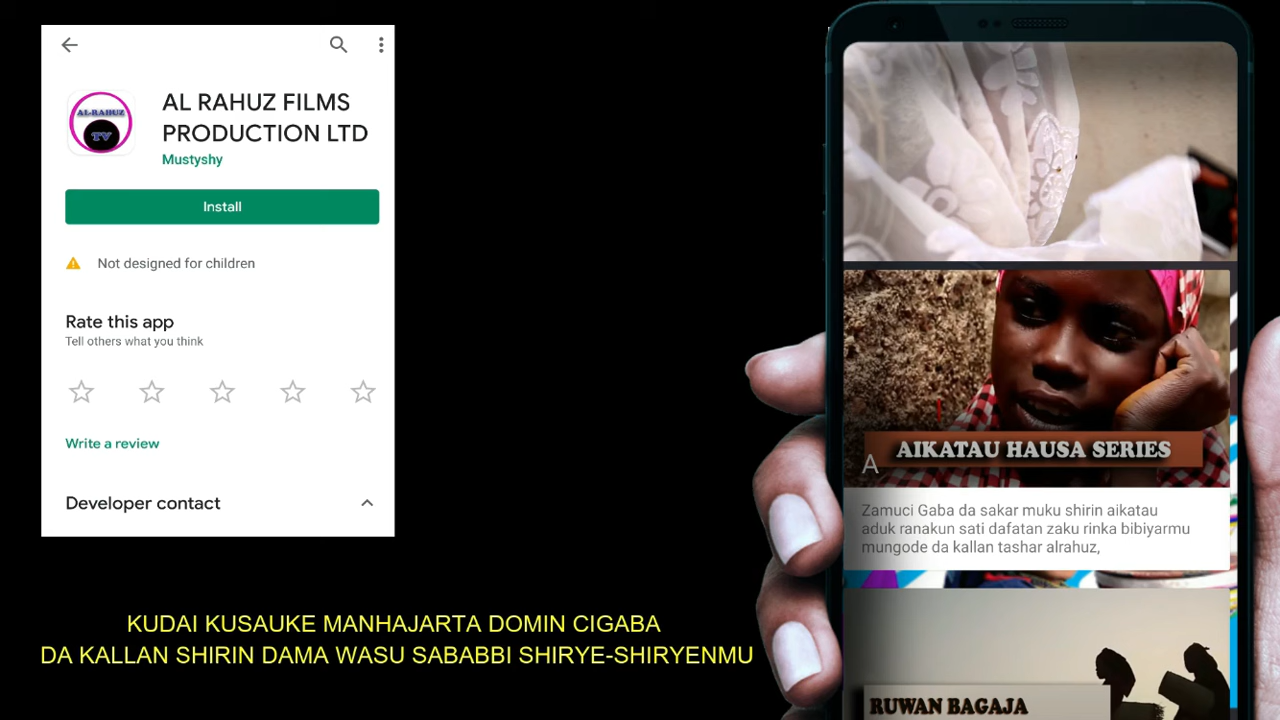 AL RAHUZ FILMS
PRODUCTION LTD
AL-RAHUZ
TV
Mustyshy
Install
Not designed for children
Rate this app
Tell others what you think
Write a review
Developer contact
KUDAI KUSAUKE MANHAJARTA DOMIN CIGABA
DA KALLAN SHIRIN DAMA WASU SABABBI SHIRYE-SHIRYENMU
AIKATAU HAUSA SERIES
A
Zamuci Gaba da sakar muku shirin aikatau
aduk ranakun sati dafatan zaku rinka bibiyarmu
mungode da kallan tashar alrahuz,
RUWAN BAGAJA